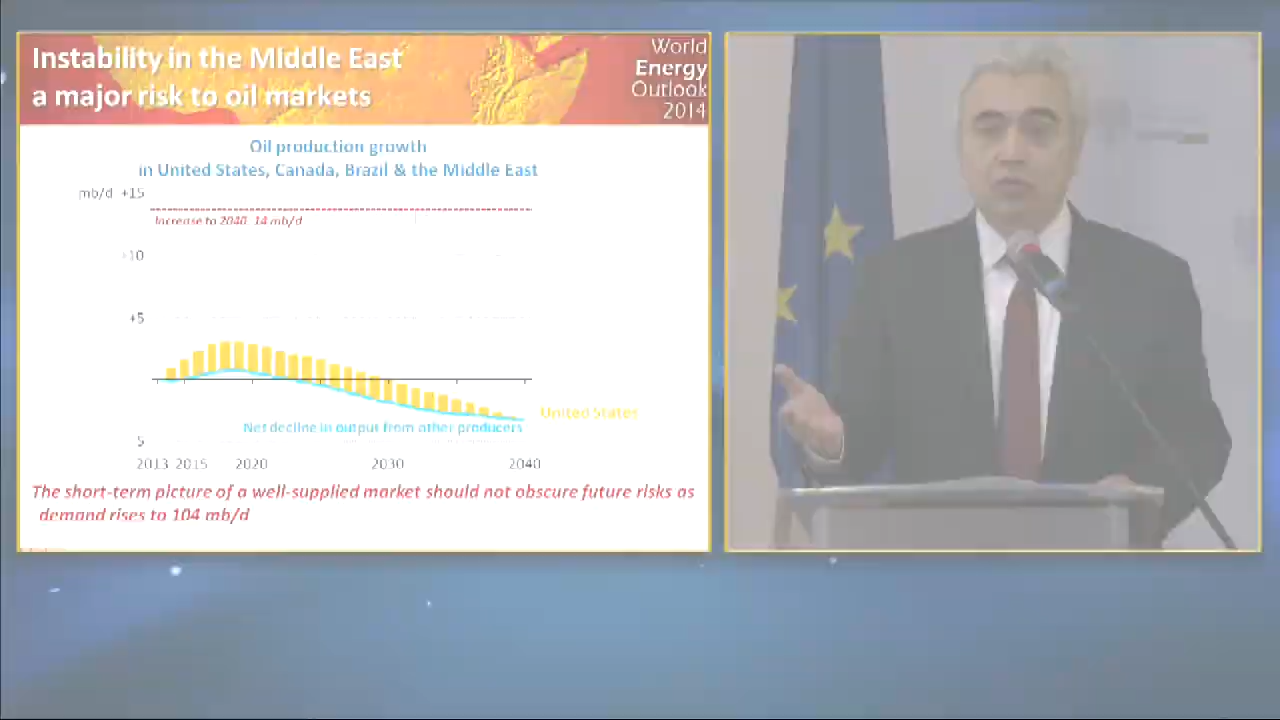 Instability in the Middle East
a major risk to oil markets
World
Energy
Outlook
2014
Oil production growth
in United States, Canada, Brazil & the Middle East
mb/d +15
Increase to 2040: 14 mb/d
+10
+5
United States
Net decline in output from other producers
5
2013 2015 2020 2030 2040
The short-term picture of a well-supplied market should not obscure future risks as
demand rises to 104 mb/d